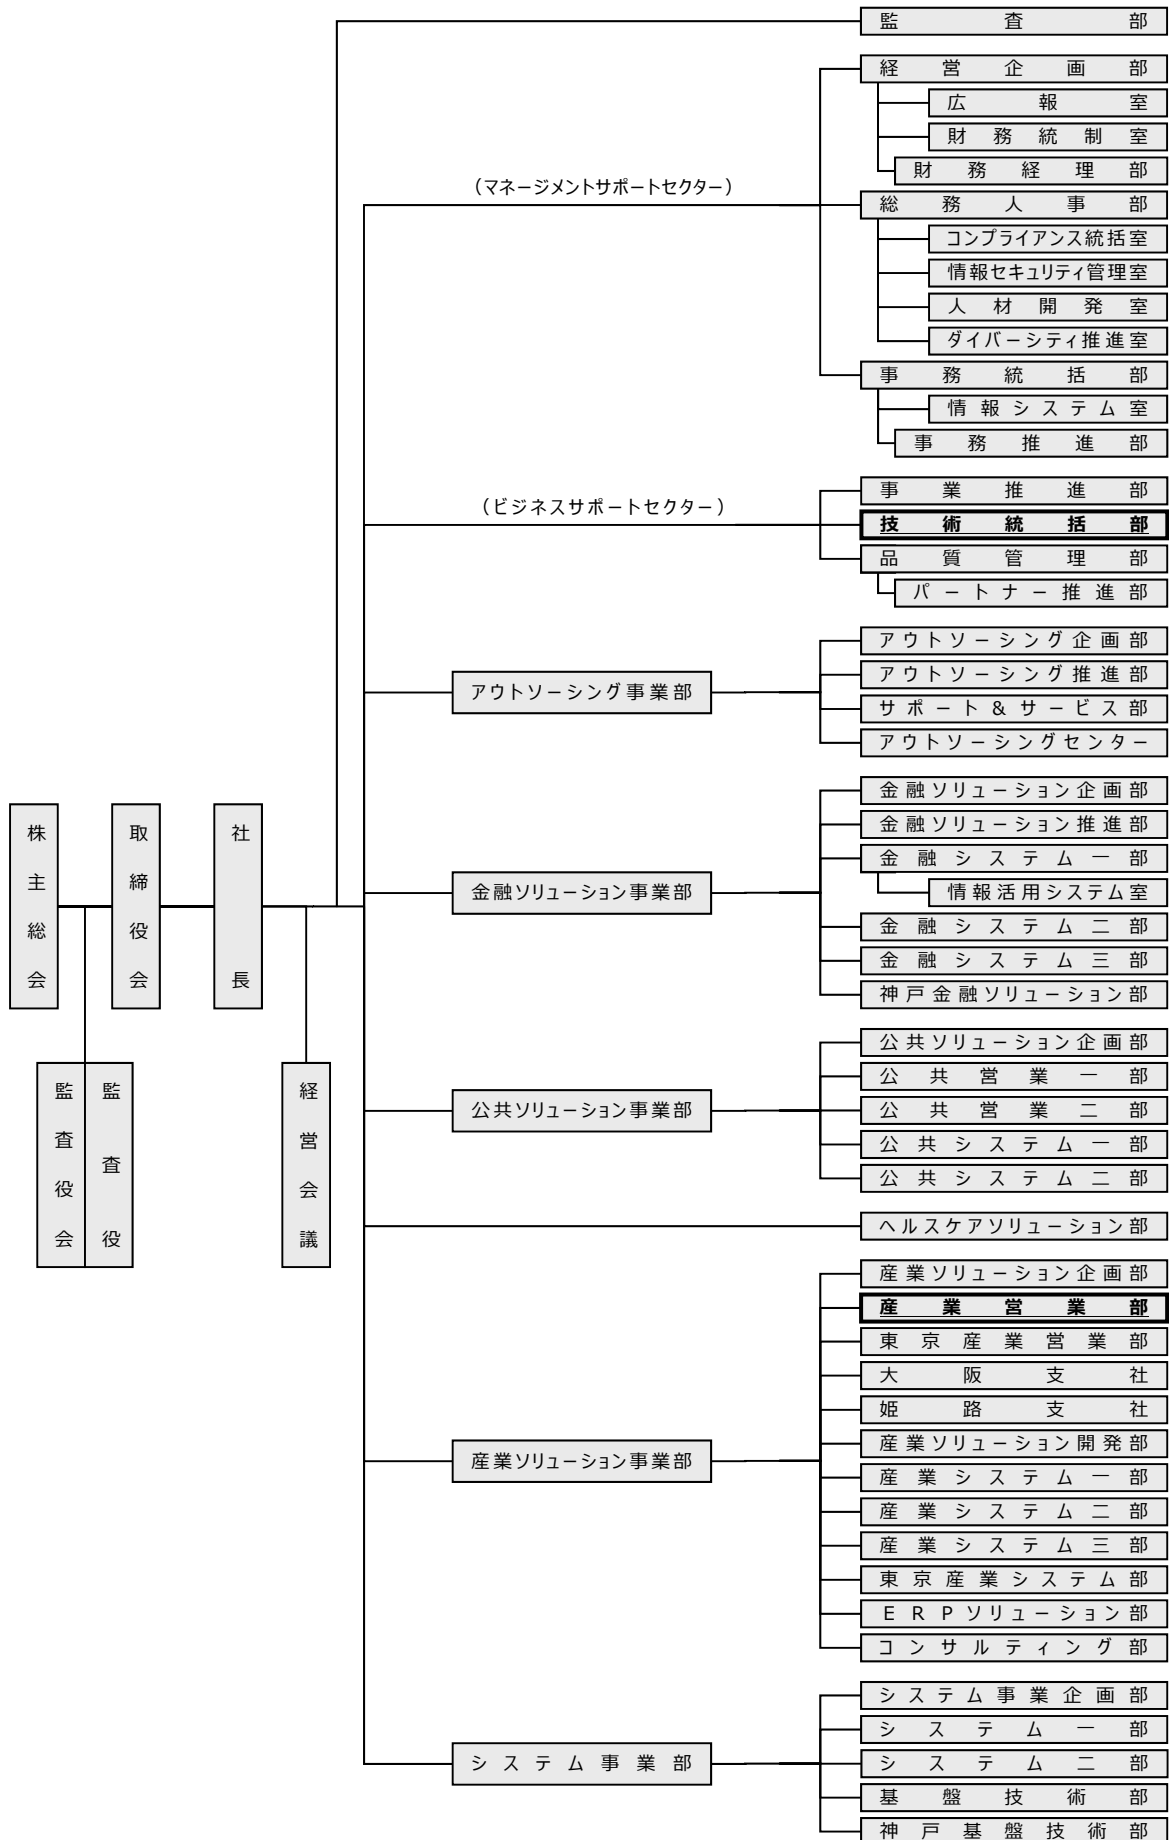 監査部
経営企画部
広報室
財務統制室
財務経理部
（マネージメントサポートセクター）
総務人事部
コンプライアンス統括室
情報セキュリティ管理室
人材開発室
ダイバーシティ推進室
事務統括部
情報システム室
事務推進部
事業推進部
（ビジネスサポートセクター）
技術統括部
品質管理部
パートナー推進部
アウトソーシング事業部
アウトソーシング企画部
アウトソーシング推進部
サポート&サービス部
アウトソーシングセンター
株主総会
取締役会
社長
監査役会
監査役
経営会議
金融ソリューション事業部
金融ソリューション企画部
金融ソリューション推進部
金融システム一部
情報活用システム室
金融システム二部
金融システム三部
神戸金融ソリューション部
公共ソリューション事業部
公共ソリューション企画部
公共営業一部
公共営業二部
公共システム一部
公共システム二部
ヘルスケアソリューション部
産業ソリューション事業部
産業ソリューション企画部
産業営業部
東京産業営業部
大阪支社
姫路支社
産業ソリューション開発部
産業システム一部
産業システム二部
産業システム三部
東京産業システム部
ERPソリューション部
コンサルティング部
システム事業部
システム事業企画部
システム一部
システム二部
基盤技術部
神戸基盤技術部